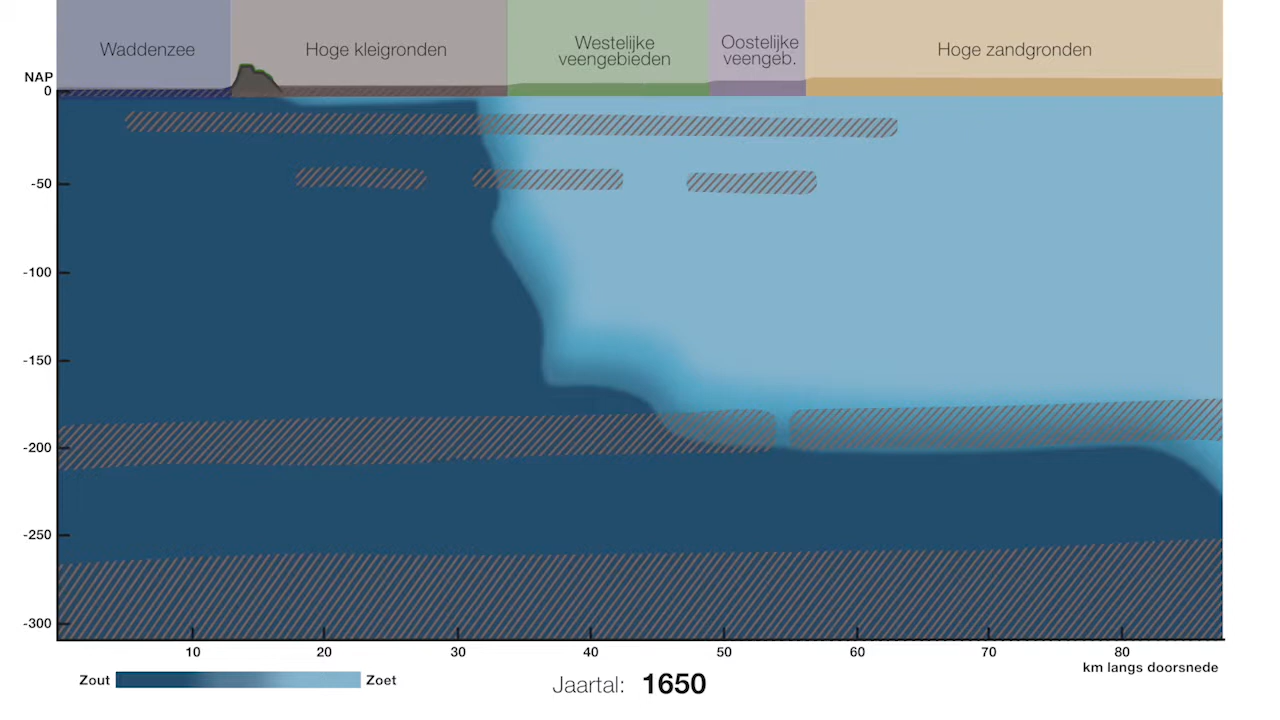 Waddenzee
Hoge kleigronden
Westelijke
veengebieden
Oostelijke
veengeb.
Hoge zandgronden
NAP
0
-50
-100
-150
-200
-250
-300
10 20 30 40 50 60 70 80
km langs doorsnede
Zout Zoet
Jaartal: 1650